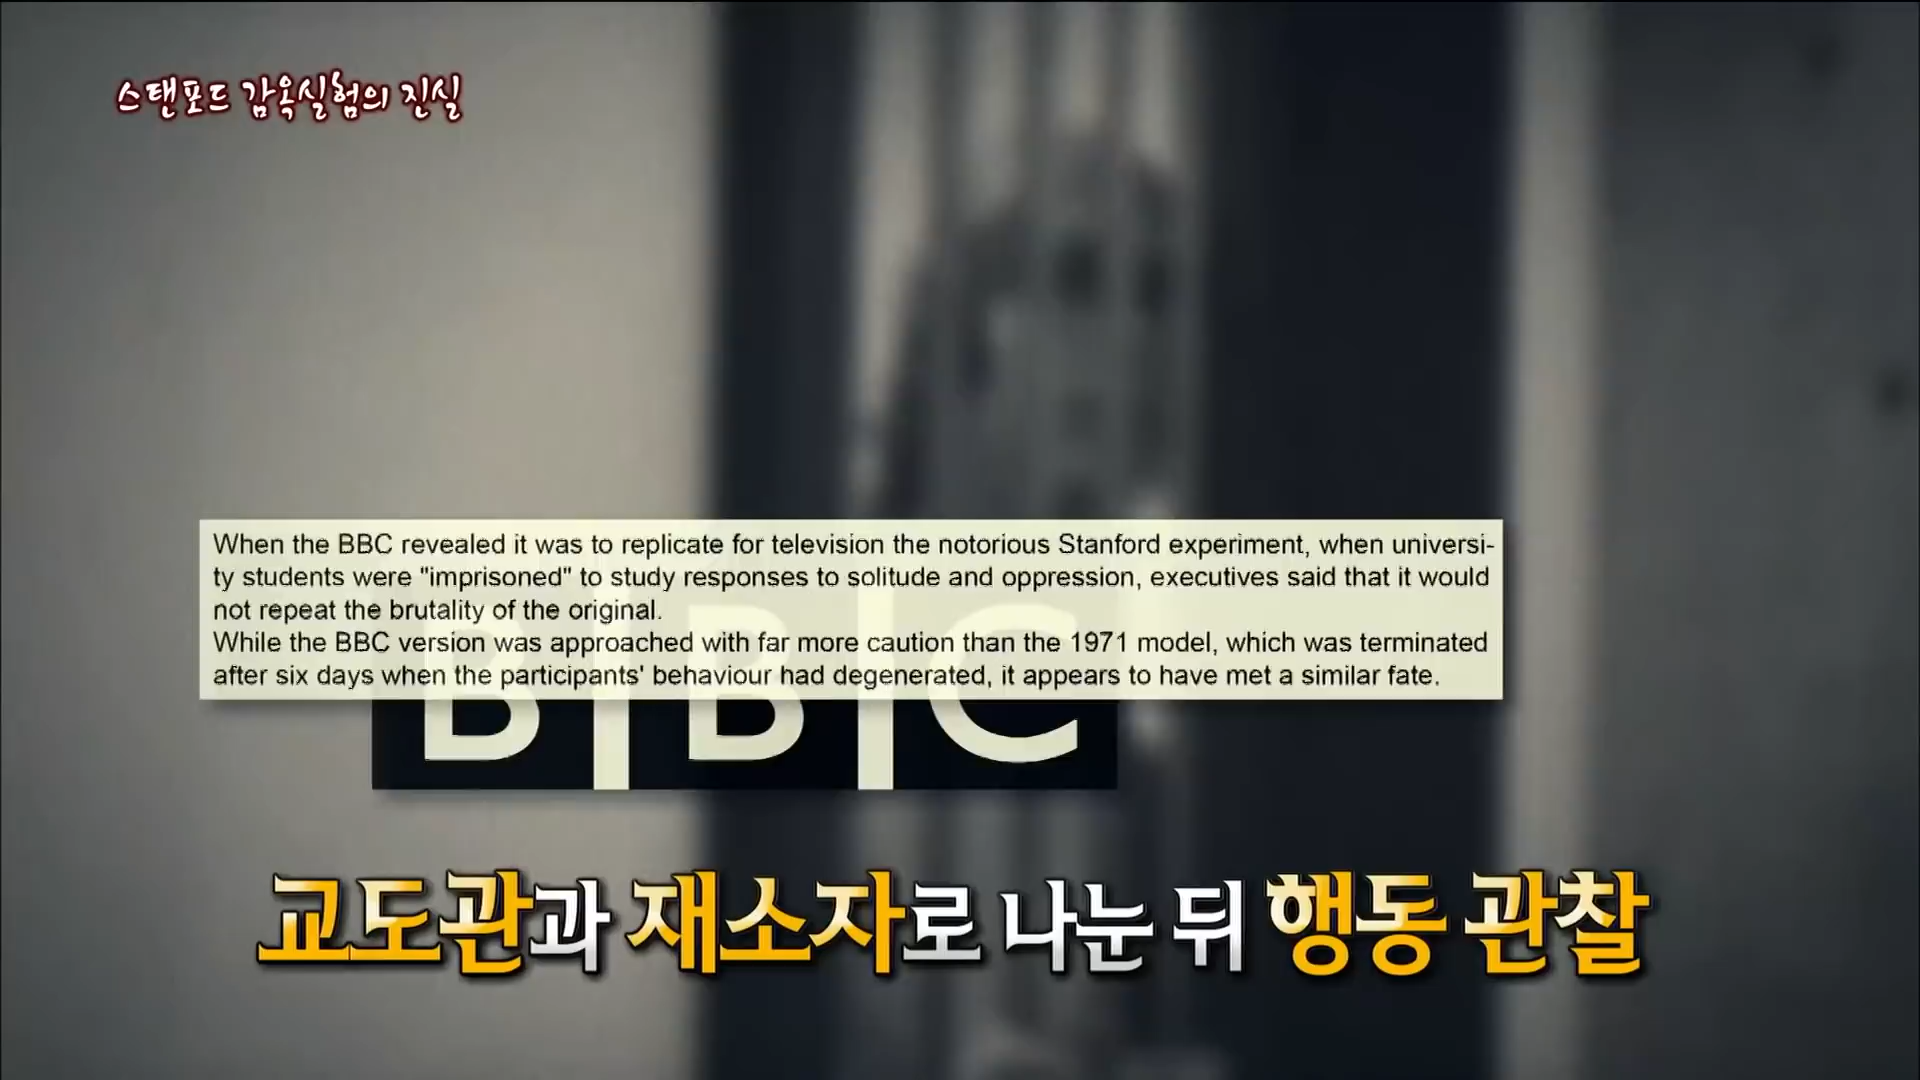 스탠포드 감옥실험의 진실
When the BBC revealed it was to replicate for television the notorious Stanford experiment, when universi-
ty students were "imprisoned" to study responses to solitude and oppression, executives said that it would
not repeat the brutality of the original.
While the BBC version was approached with far more caution than the 1971 model, which was terminated
after six days when the participants' behaviour had degenerated, it appears to have met a similar fate.
BBC
교도관과 재소자로 나눈 뒤 행동 관찰